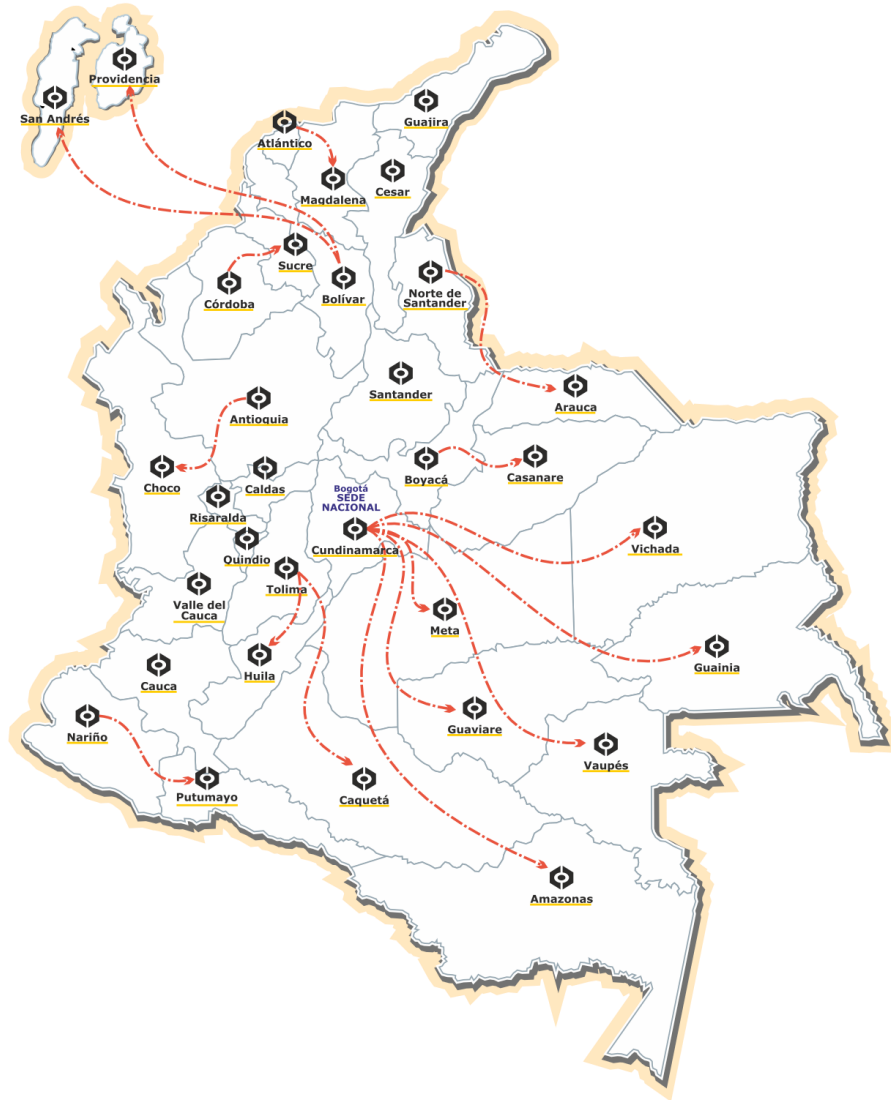 Providencia
San Andrés
Guajira
Atlántico
Magdalena
Cesar
Sucre
Córdoba
Bolívar
Norte de
Santander
Santander
Arauca
Antioquia
Choco
Caldas
Boyacá
Casanare
Risaralda
Bogotá
SEDE
NACIONAL
Cundinamarca
Vichada
Quindio
Tolima
Valle del
Cauca
Meta
Guainia
Cauca
Huila
Nariño
Guaviare
Vaupés
Putumayo
Caquetá
Amazonas